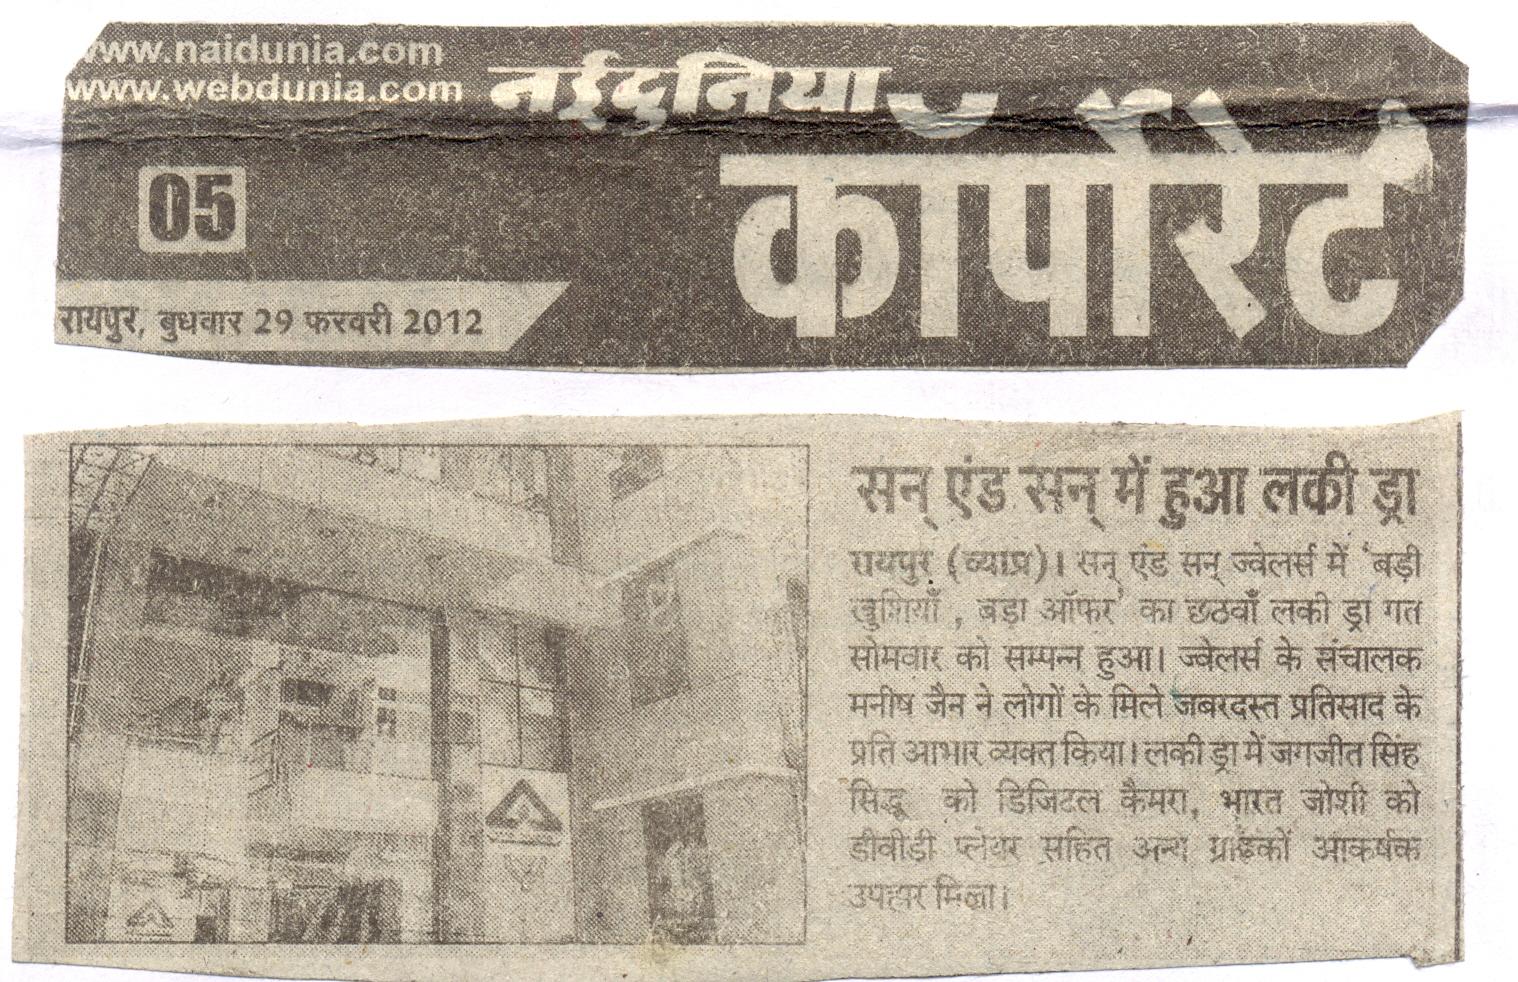 www.naidunia.com
www.webdunia.com
नईदुनिया
कॉर्पोरेट
05
रायपुर, बुधवार 29 फरवरी 2012
सन् एंड सन् में हुआ लकी ड्रा
रायपुर (व्याप्र)। सन् एंड सन् ज्वेलर्स में 'बड़ी
खुशियाँ , बड़ा ऑफर' का छठवाँ लकी ड्रा गत
सोमवार को सम्पन्न हुआ। ज्वेलर्स के संचालक
मनीष जैन ने लोगों के मिले जबरदस्त प्रतिसाद के
प्रति आभार व्यक्त किया। लकी ड्रा में जगजीत सिंह
सिद्धू को डिजिटल कैमरा, भारत जोशी को
डीवीडी प्लेयर सहित अन्य ग्राहकों आकर्षक
उपहार मिला।